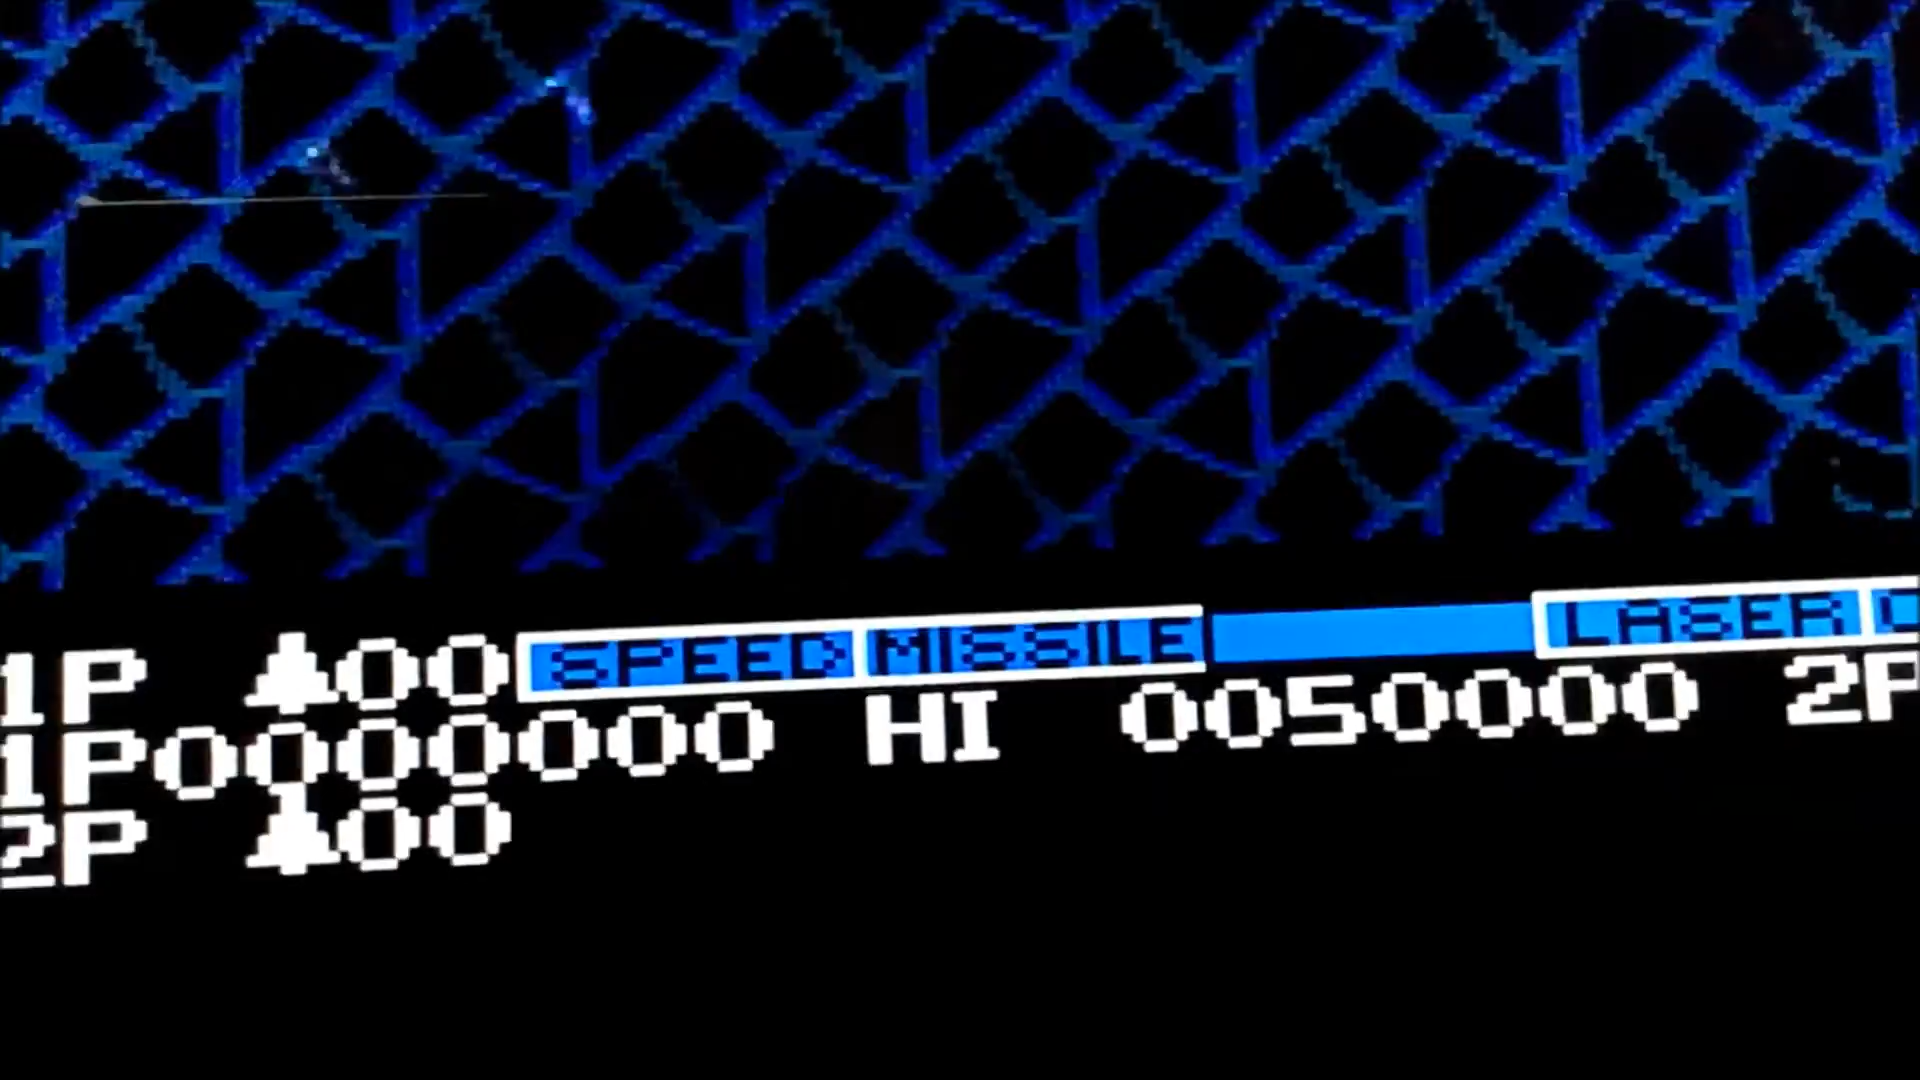 1P 00 SPEED MISSILE LASER
1P0000000 HI 0050000 2P
2P 00